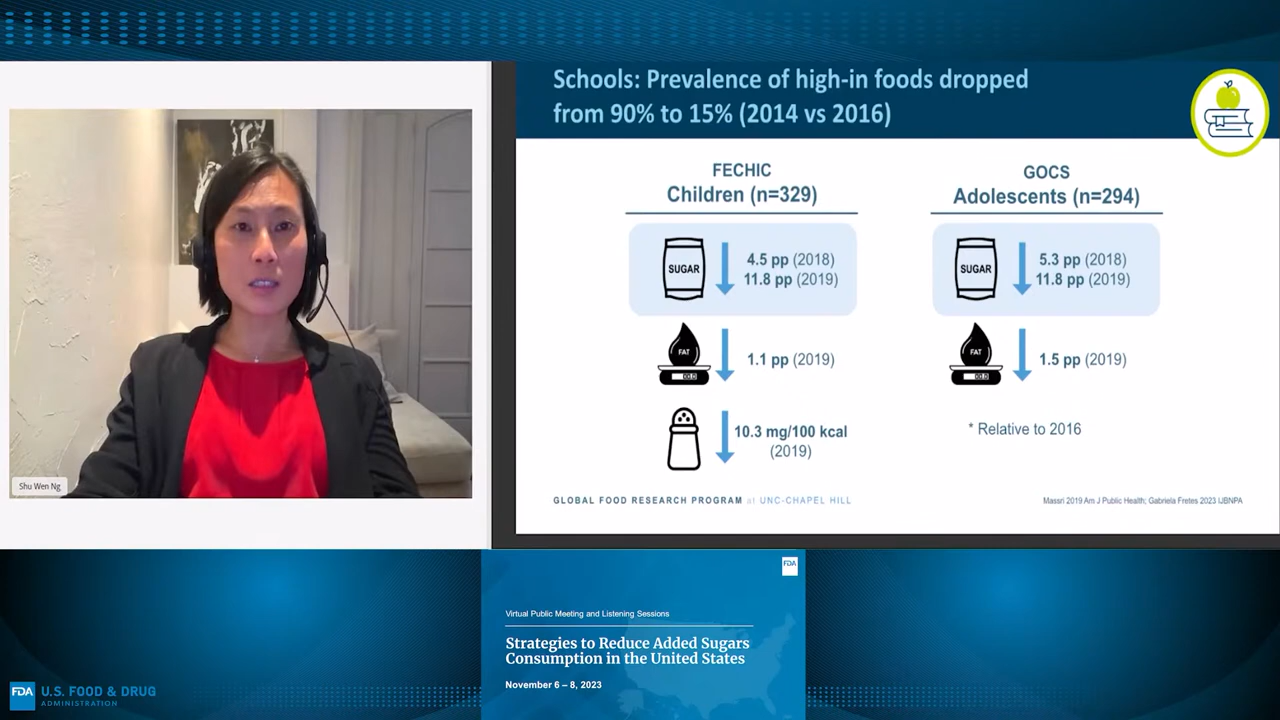 Schools: Prevalence of high-in foods dropped
from 90% to 15% (2014 vs 2016)
FECHIC
Children (n=329)
SUGAR
4.5 pp (2018)
11.8 pp (2019)
FAT
1.1 pp (2019)
10.3 mg/100 kcal
(2019)
GOCS
Adolescents (n=294)
SUGAR
5.3 pp (2018)
11.8 pp (2019)
FAT
1.5 pp (2019)
* Relative to 2016
GLOBAL FOOD RESEARCH PROGRAM at UNC-CHAPEL HILL
Massri 2019 Am J Public Health; Gabriela Fretes 2023 IJBNPA
Shu Wen Ng
FDA
Virtual Public Meeting and Listening Sessions
Strategies to Reduce Added Sugars
Consumption in the United States
November 6 – 8, 2023
FDA U.S. FOOD & DRUG
ADMINISTRATION